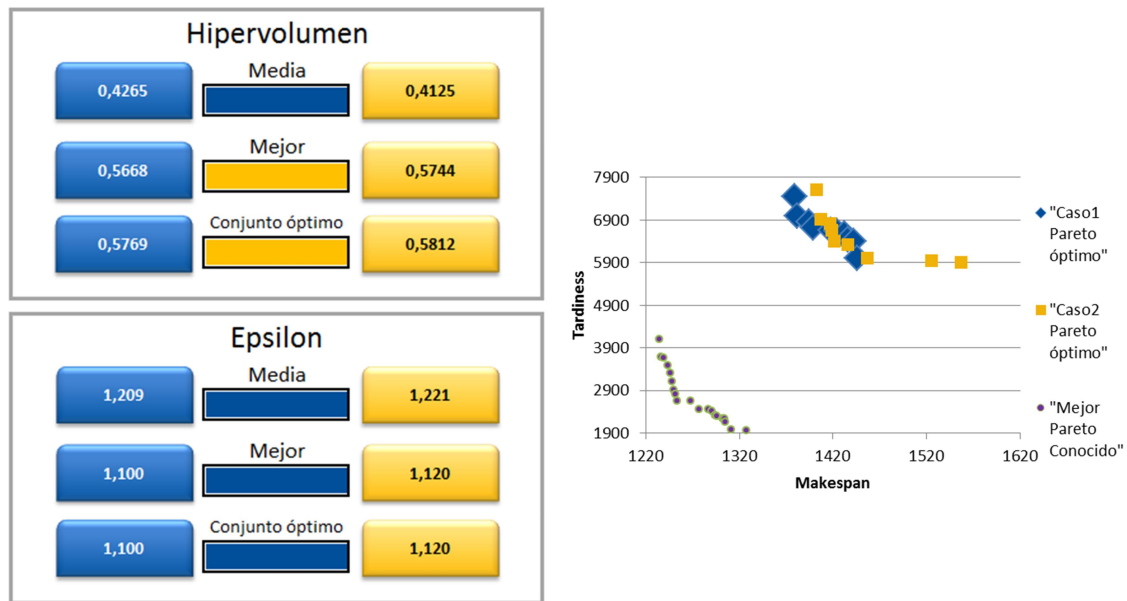 Hipervolumen
Media
0,4265
0,4125
Mejor
0,5668
0,5744
Conjunto óptimo
0,5769
0,5812
Epsilon
Media
1,209
1,221
Mejor
1,100
1,120
Conjunto óptimo
1,100
1,120
Tardiness
7900
6900
5900
4900
3900
2900
1900
1220
1320
1420
1520
1620
Makespan
"Caso1
Pareto
óptimo"
"Caso2
Pareto
óptimo"
"Mejor
Pareto
Conocido"